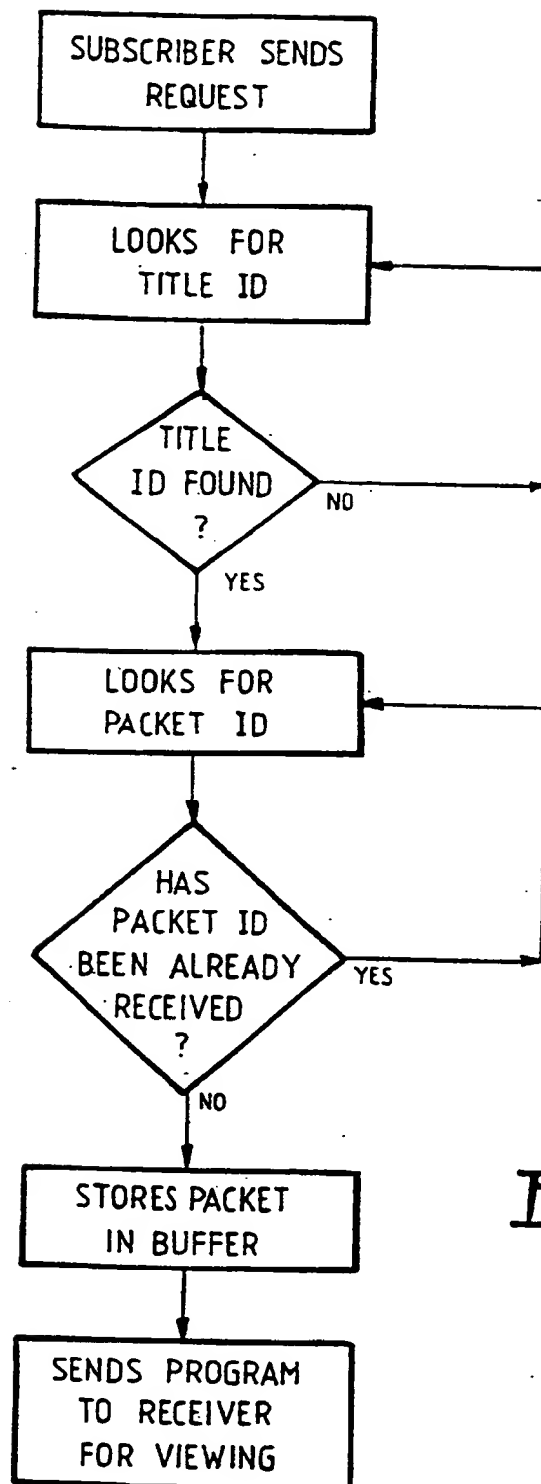 SUBSCRIBER SENDS
REQUEST
LOOKS FOR
TITLE ID
TITLE
ID FOUND
?
NO
YES
LOOKS FOR
PACKET ID
HAS
PACKET ID
BEEN ALREADY
RECEIVED
?
YES
NO
STORES PACKET
IN BUFFER
SENDS PROGRAM
TO RECEIVER
FOR VIEWING